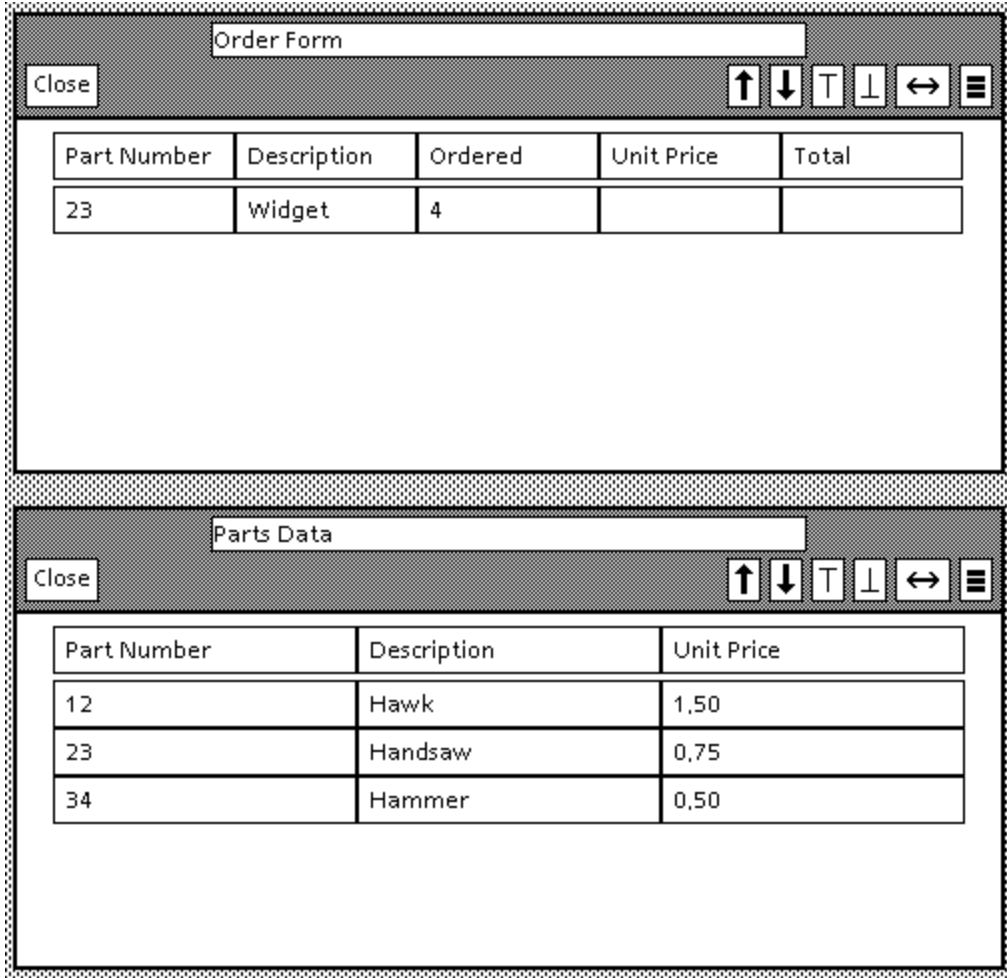 Order Form
Close
Part Number Description Ordered Unit Price Total
23 Widget 4
Parts Data
Close
Part Number Description Unit Price
12 Hawk 1,50
23 Handsaw 0,75
34 Hammer 0,50